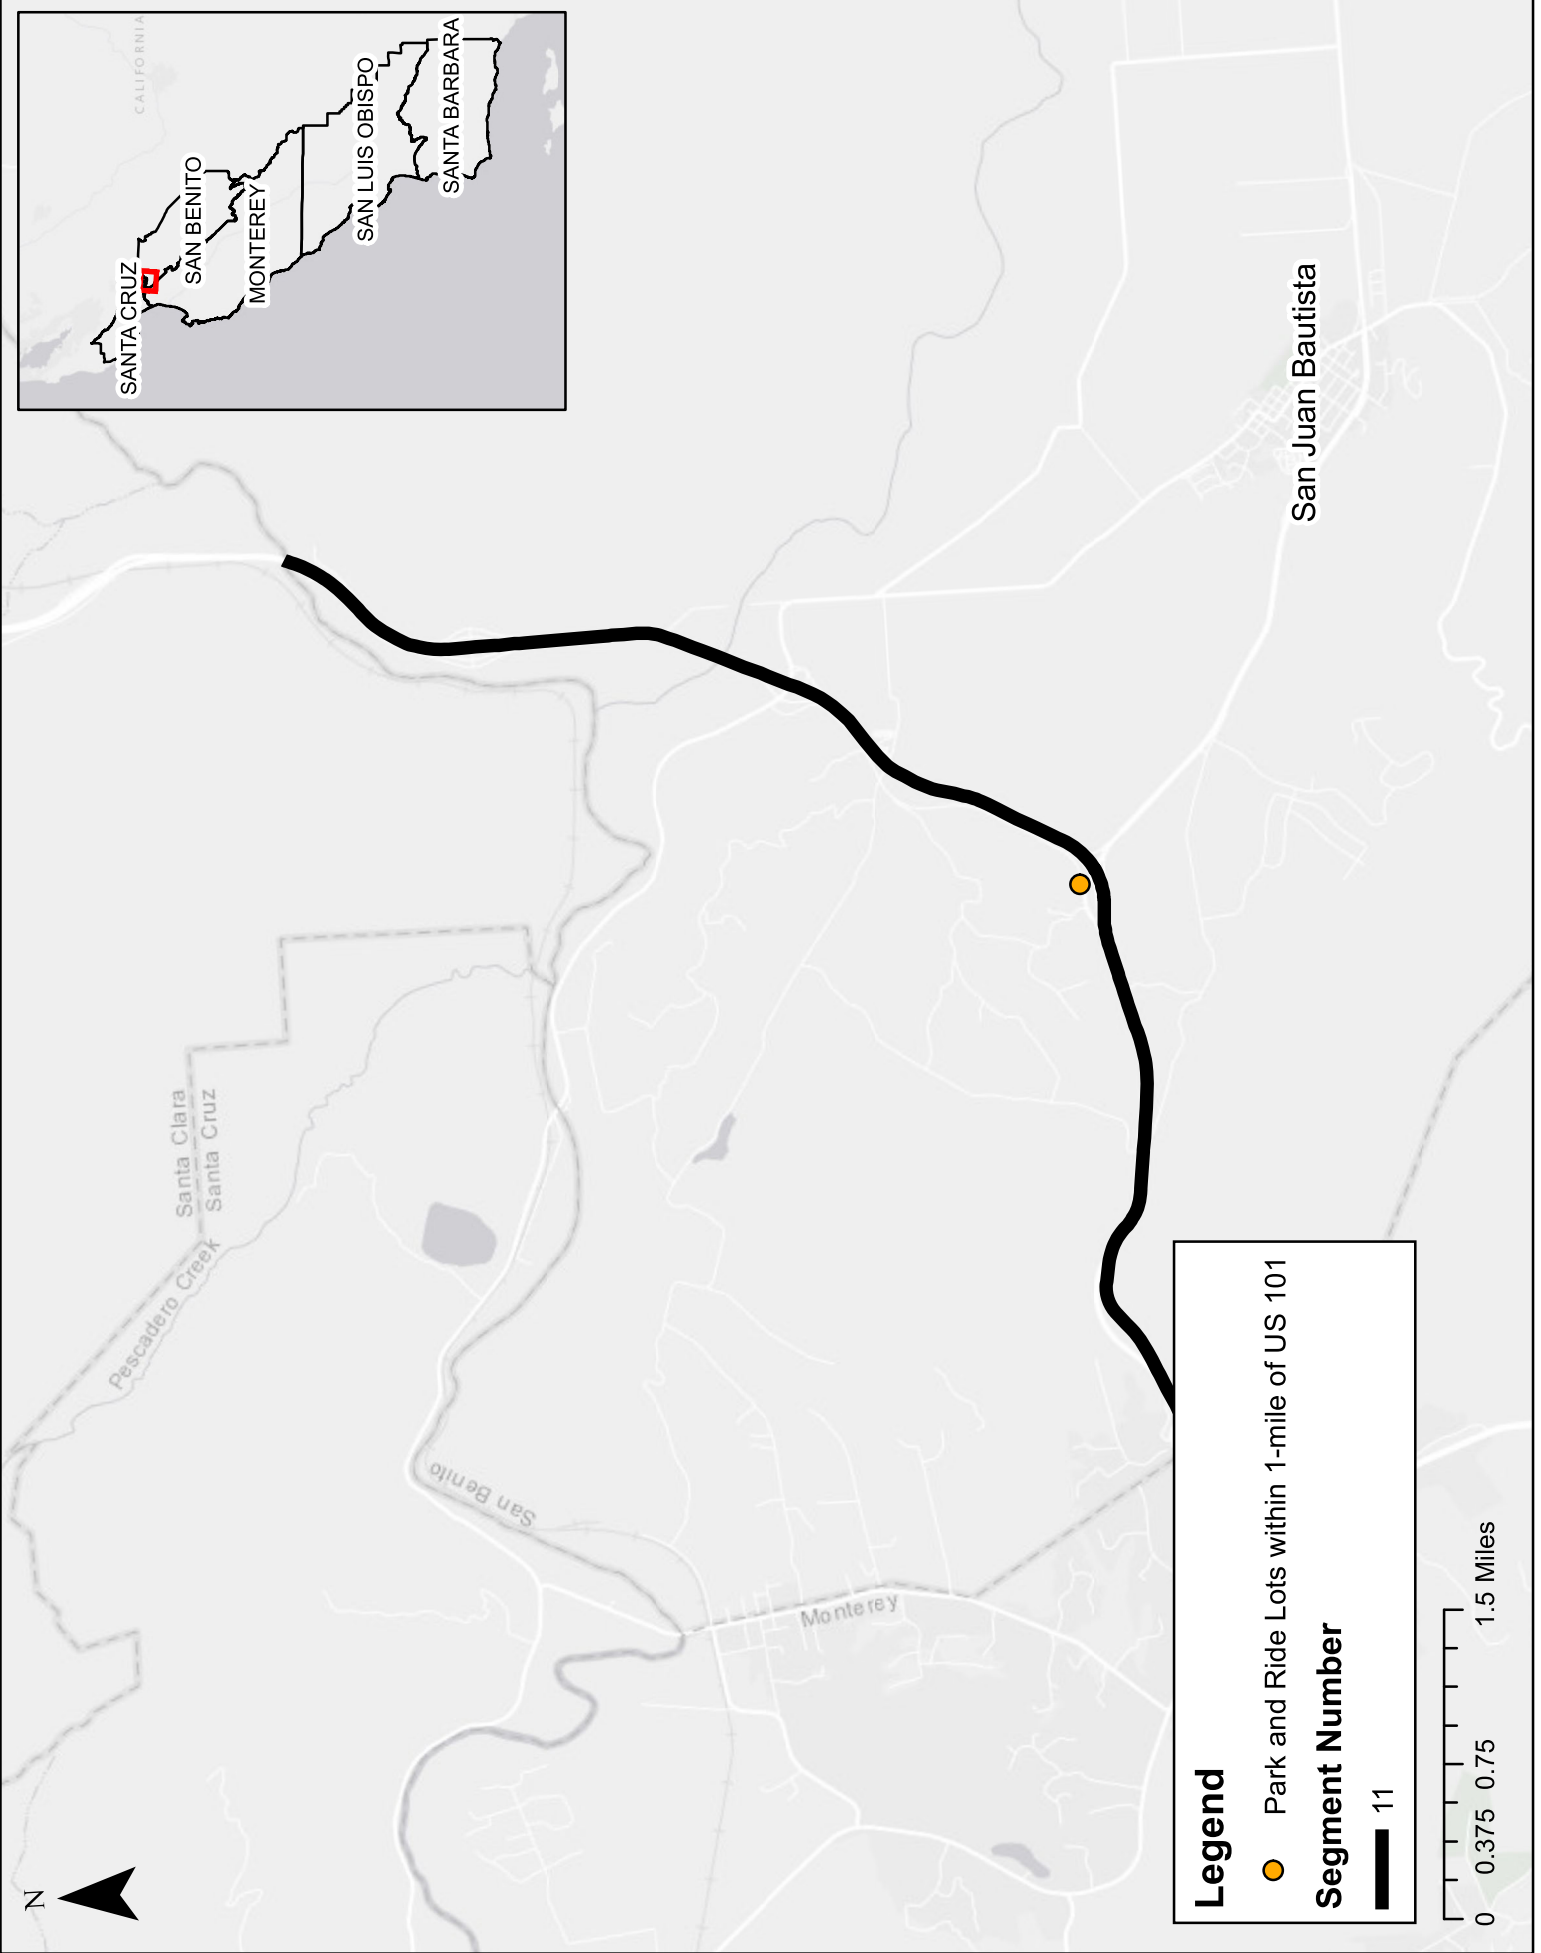 N
Pescadero Creek
Santa Clara
Santa Cruz
San Benito
Monterey
San Juan Bautista
CALIFORNIA
SANTA CRUZ
SAN BENITO
MONTEREY
SAN LUIS OBISPO
SANTA BARBARA
Legend
Park and Ride Lots within 1-mile of US 101
Segment Number
11
0 0.375 0.75 1.5 Miles